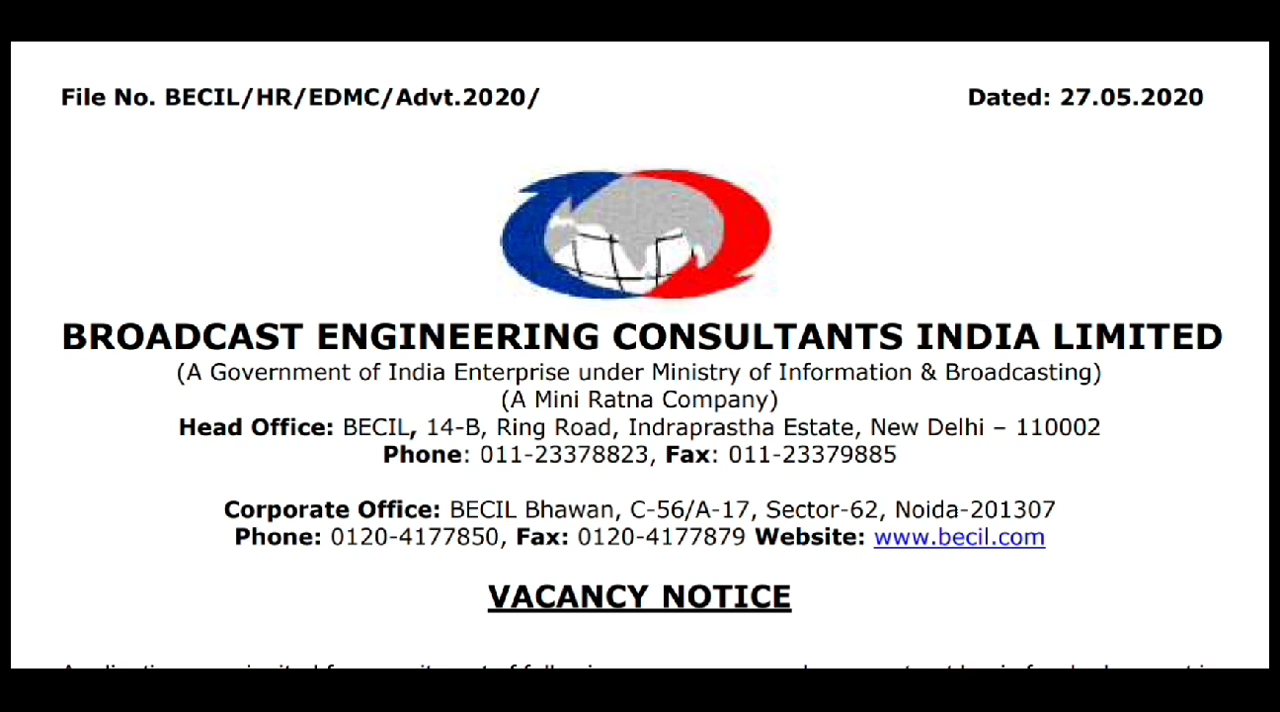 File No. BECIL/HR/EDMC/Advt.2020/ Dated: 27.05.2020
BROADCAST ENGINEERING CONSULTANTS INDIA LIMITED
(A Government of India Enterprise under Ministry of Information & Broadcasting)
(A Mini Ratna Company)
Head Office: BECIL, 14-B, Ring Road, Indraprastha Estate, New Delhi – 110002
Phone: 011-23378823, Fax: 011-23379885
Corporate Office: BECIL Bhawan, C-56/A-17, Sector-62, Noida-201307
Phone: 0120-4177850, Fax: 0120-4177879 Website: www.becil.com
VACANCY NOTICE